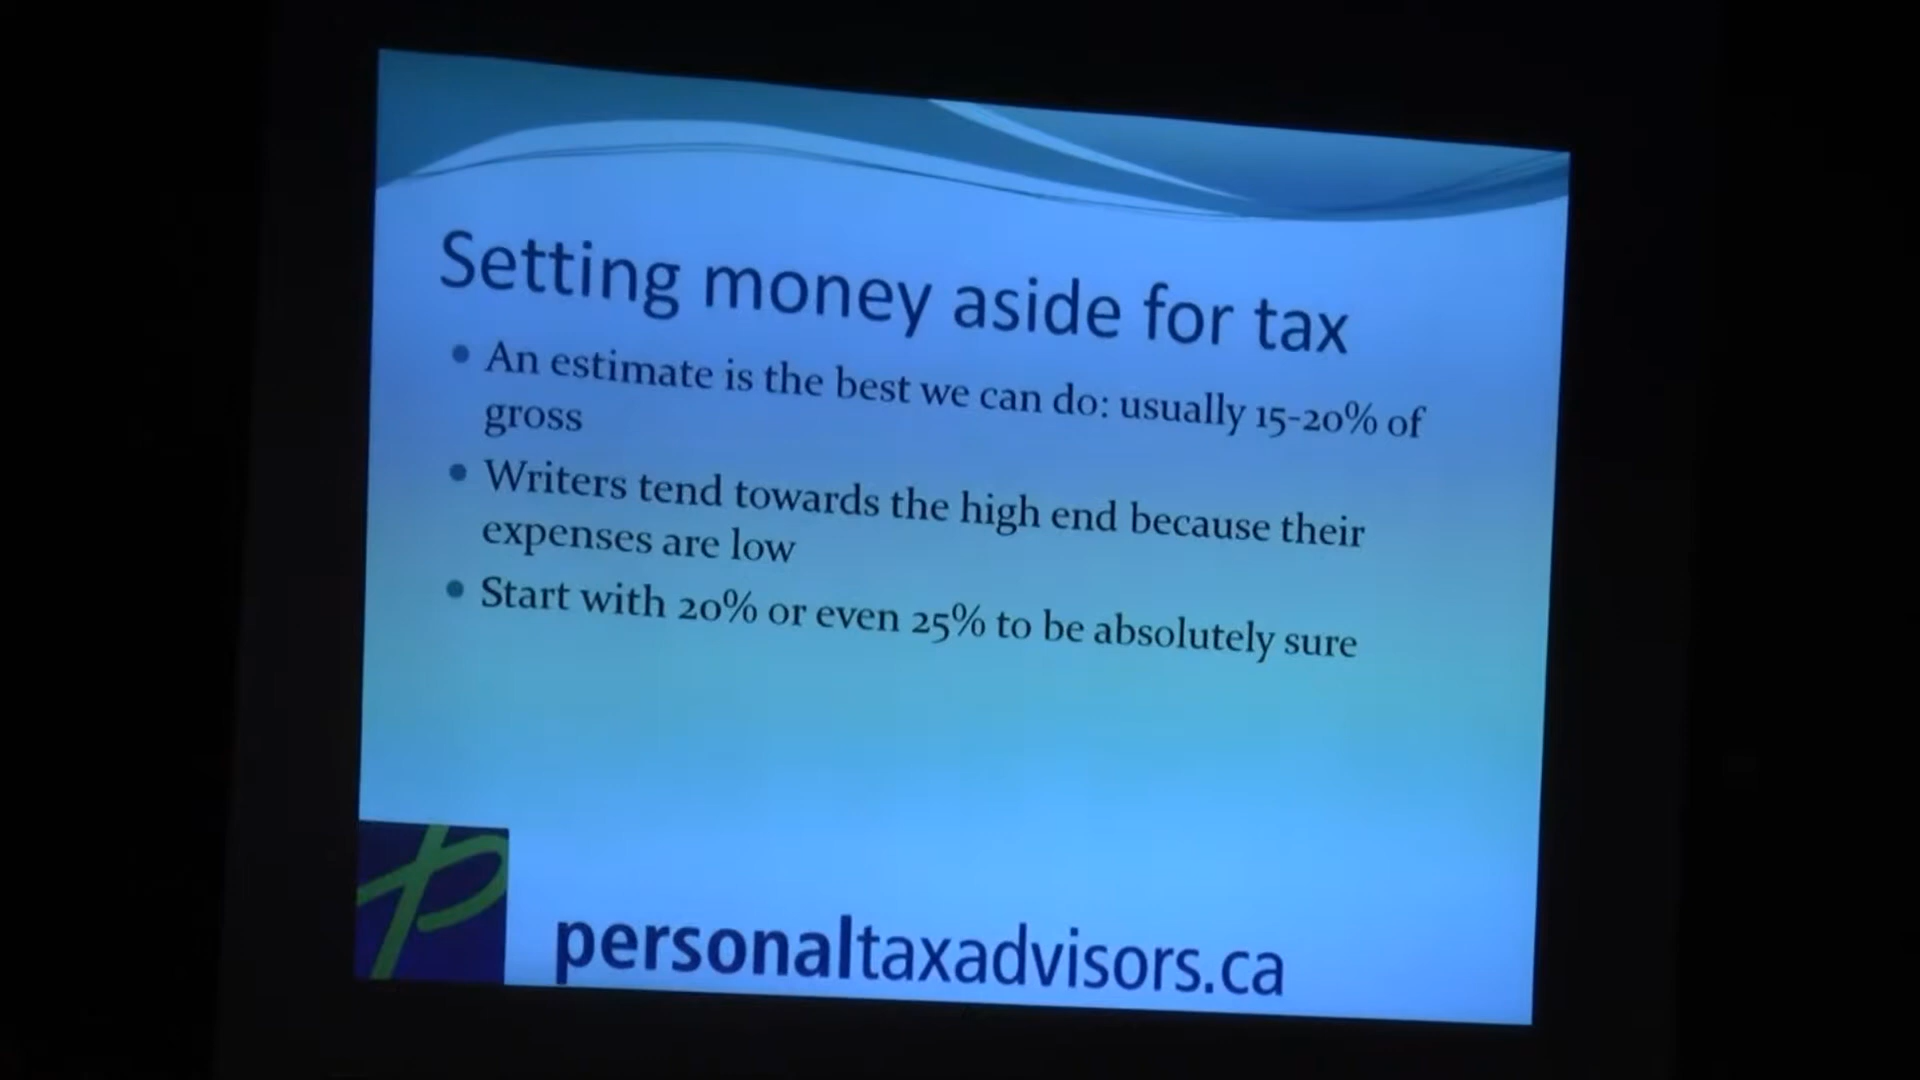 Setting money aside for tax
• An estimate is the best we can do: usually 15-20% of
gross
• Writers tend towards the high end because their
expenses are low
• Start with 20% or even 25% to be absolutely sure
personaltaxadvisors.ca